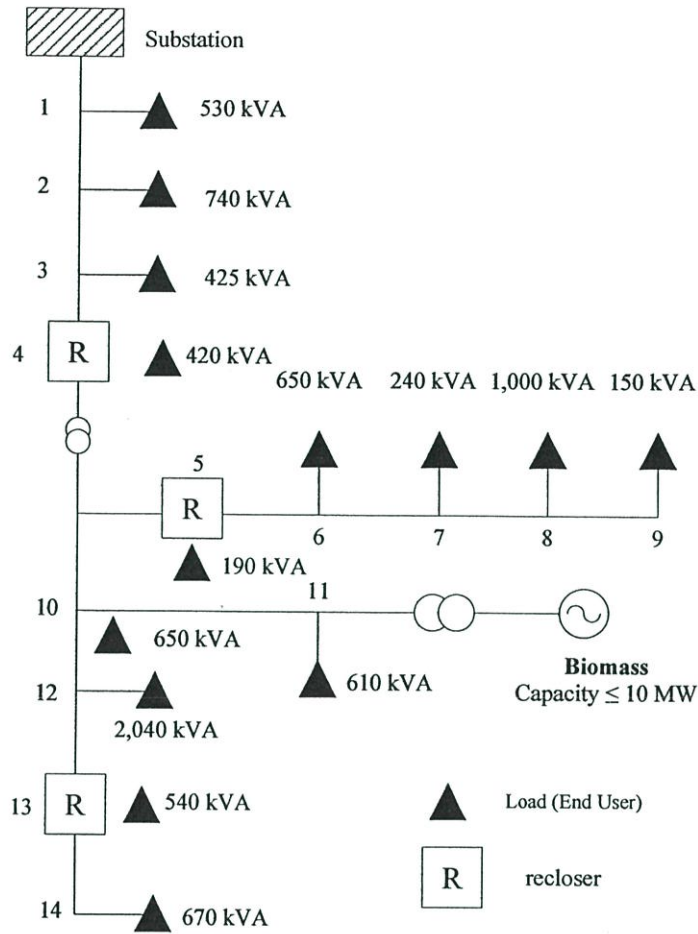 Substation
1
530 kVA
2
740 kVA
3
425 kVA
4
R
420 kVA
650 kVA
240 kVA
1,000 kVA
150 kVA
5
R
6
7
8
9
190 kVA
10
11
650 kVA
610 kVA
Biomass
Capacity ≤ 10 MW
12
2,040 kVA
13
R
540 kVA
Load (End User)
R
recloser
14
670 kVA